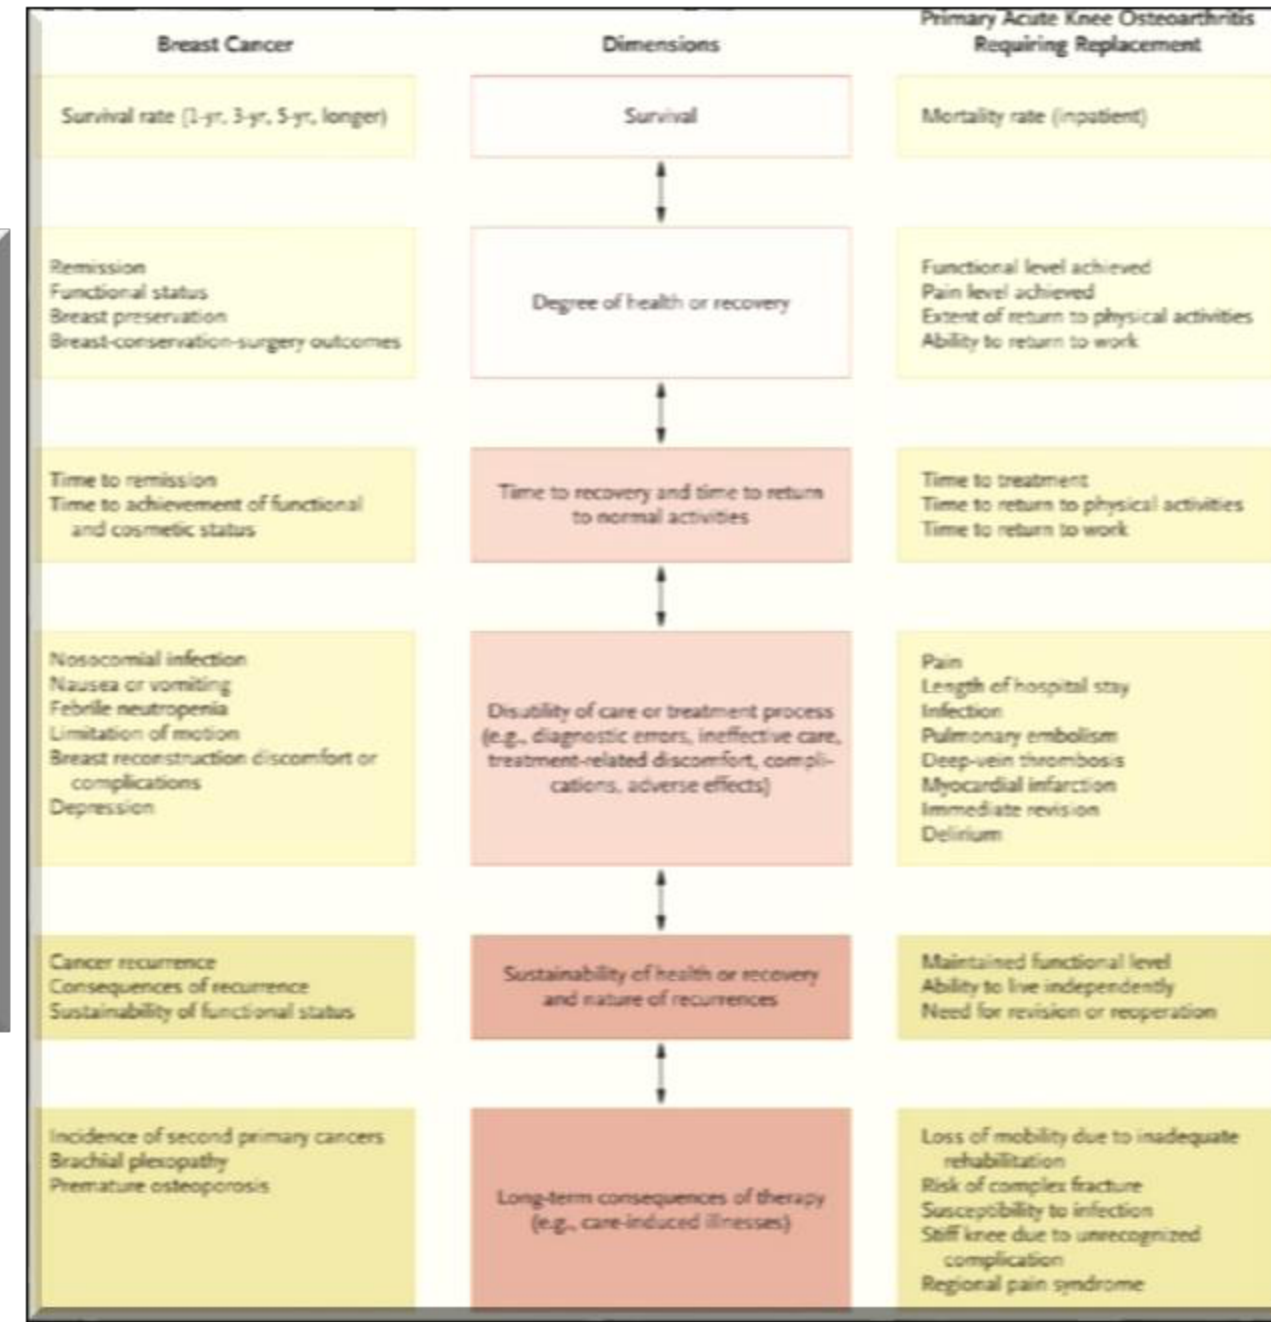 Breast Cancer
Dimensions
Primary Acute Knee Osteoarthritis
Requiring Replacement
Survival rate (1-yr, 3-yr, 5-yr, longer)
Survival
Mortality rate (inpatient)
Remission
Functional status
Breast preservation
Breast-conservation-surgery outcomes
Degree of health or recovery
Functional level achieved
Pain level achieved
Extent of return to physical activities
Ability to return to work
Time to remission
Time to achievement of functional
and cosmetic status
Time to recovery and time to return
to normal activities
Time to treatment
Time to return to physical activities
Time to return to work
Nosocomial infection
Nausea or vomiting
Febrile neutropenia
Limitation of motion
Breast reconstruction discomfort or
complications
Depression
Disutility of care or treatment process
(e.g., diagnostic errors, ineffective care,
treatment-related discomfort, compli-
cations, adverse effects)
Pain
Length of hospital stay
Infection
Pulmonary embolism
Deep-vein thrombosis
Myocardial infarction
Immediate revision
Delirium
Cancer recurrence
Consequences of recurrence
Sustainability of functional status
Sustainability of health or recovery
and nature of recurrences
Maintained functional level
Ability to live independently
Need for revision or reoperation
Incidence of second primary cancers
Brachial plexopathy
Premature osteoporosis
Long-term consequences of therapy
(e.g., care-induced illnesses)
Loss of mobility due to inadequate
rehabilitation
Risk of complex fracture
Susceptibility to infection
Stiff knee due to unrecognized
complication
Regional pain syndrome